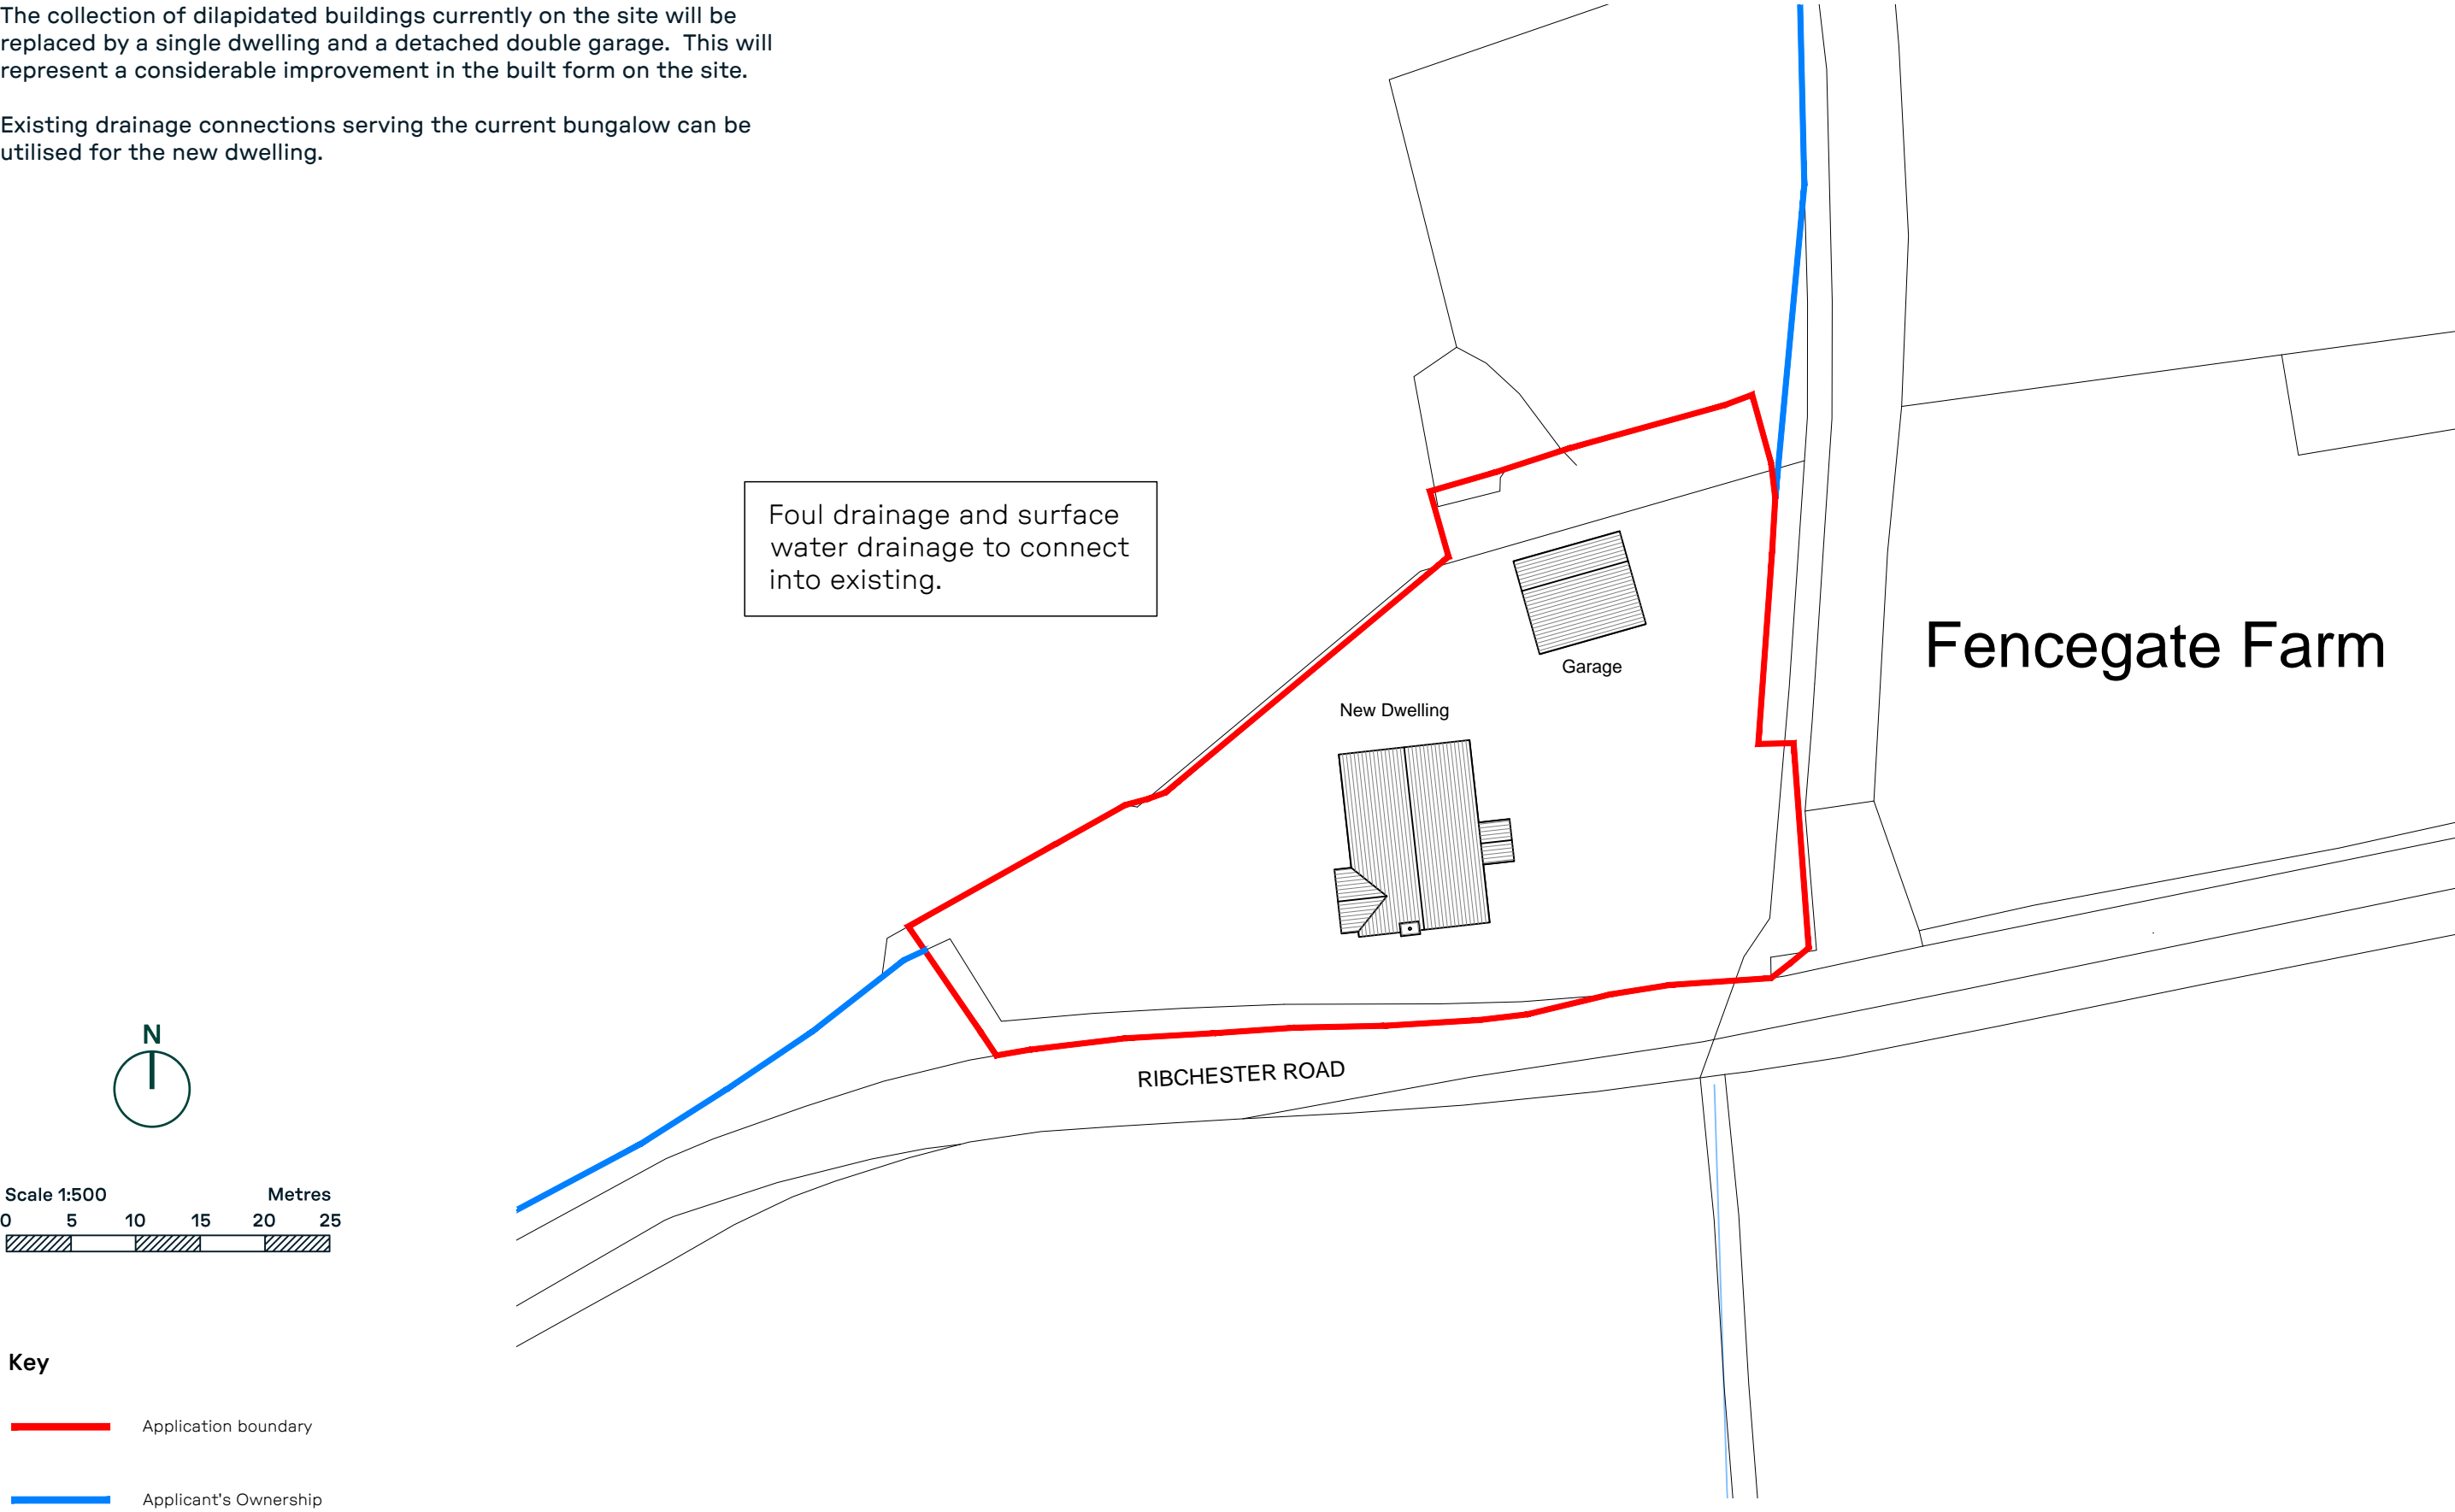 The collection of dilapidated buildings currently on the site will be
replaced by a single dwelling and a detached double garage.  This will
represent a considerable improvement in the built form on the site.
Existing drainage connections serving the current bungalow can be
utilised for the new dwelling.
Foul drainage and surface
water drainage to connect
into existing.
Fencegate Farm
Garage
New Dwelling
RIBCHESTER ROAD
N
Scale 1:500 Metres
0 5 10 15 20 25
Key
Application boundary
Applicant's Ownership